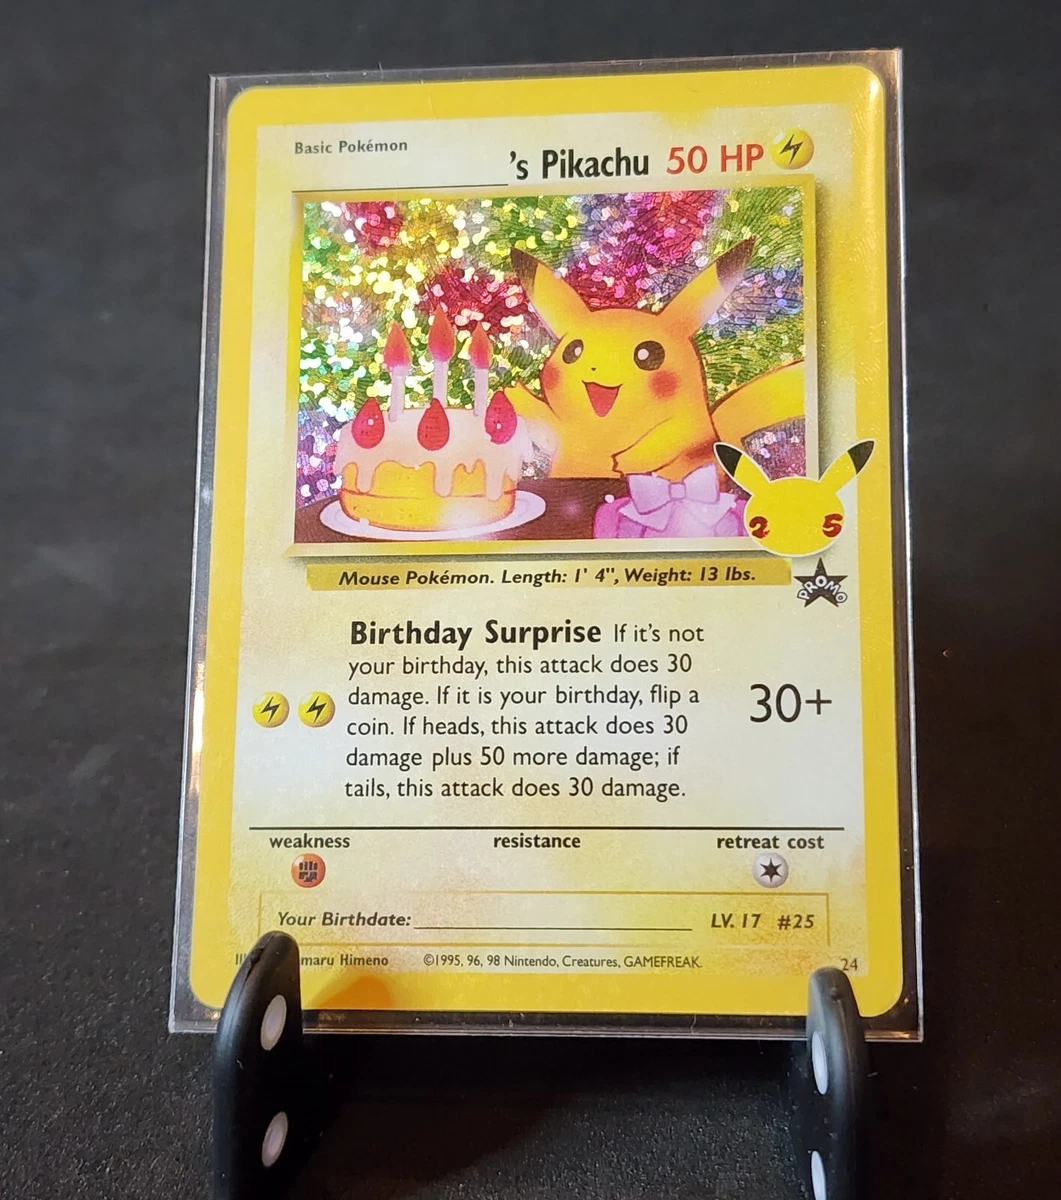 Basic Pokémon
's Pikachu 50 HP
2 5
Mouse Pokémon. Length: 1' 4", Weight: 13 lbs.
PROMO
Birthday Surprise If it's not
your birthday, this attack does 30
damage. If it is your birthday, flip a
coin. If heads, this attack does 30
damage plus 50 more damage; if
tails, this attack does 30 damage.
30+
weakness resistance retreat cost
Your Birthdate: LV. 17 #25
Himeno ©1995, 96, 98 Nintendo, Creatures, GAMEFREAK. 24